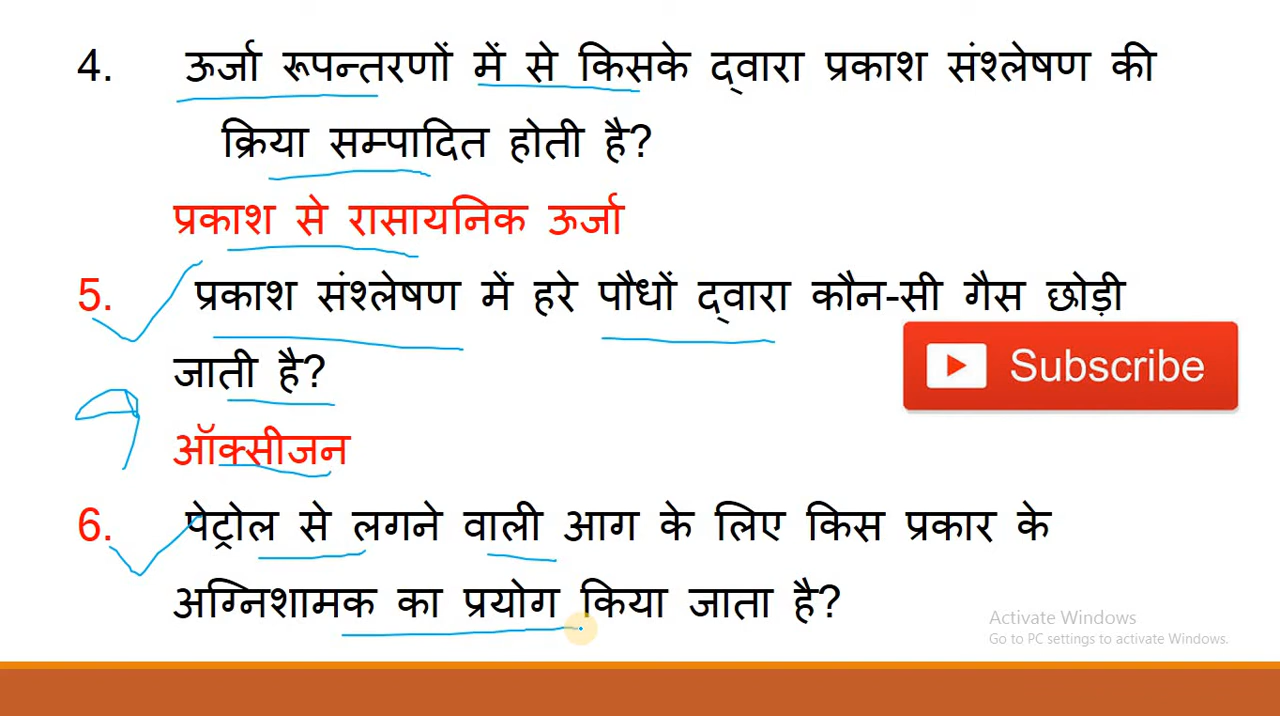 4. ऊर्जा रूपन्तरणों में से किसके द्वारा प्रकाश संश्लेषण की
क्रिया सम्पादित होती है?
प्रकाश से रासायनिक ऊर्जा
5. प्रकाश संश्लेषण में हरे पौधों द्वारा कौन-सी गैस छोड़ी
जाती है?
Subscribe
ऑक्सीजन
6. पेट्रोल से लगने वाली आग के लिए किस प्रकार के
अग्निशामक का प्रयोग किया जाता है?
Activate Windows
Go to PC settings to activate Windows.